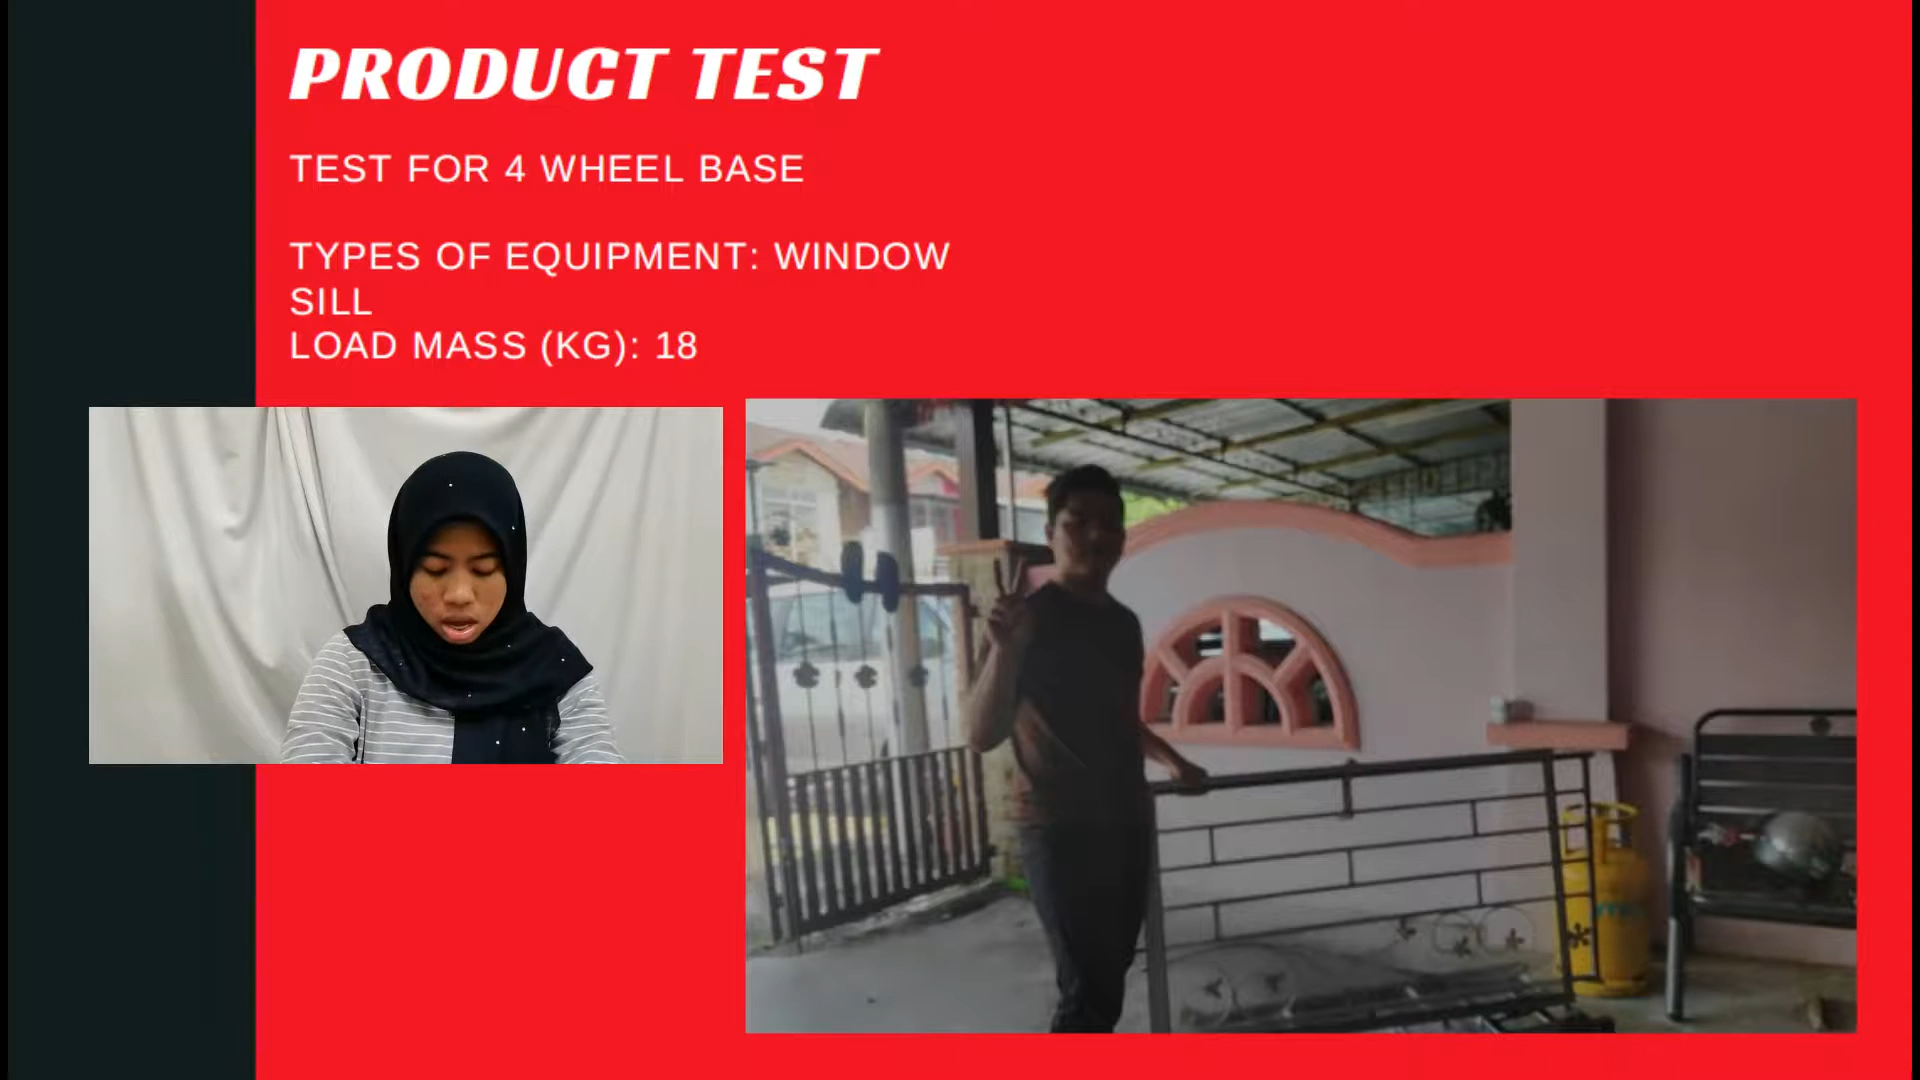 PRODUCT TEST
TEST FOR 4 WHEEL BASE
TYPES OF EQUIPMENT: WINDOW
SILL
LOAD MASS (KG): 18